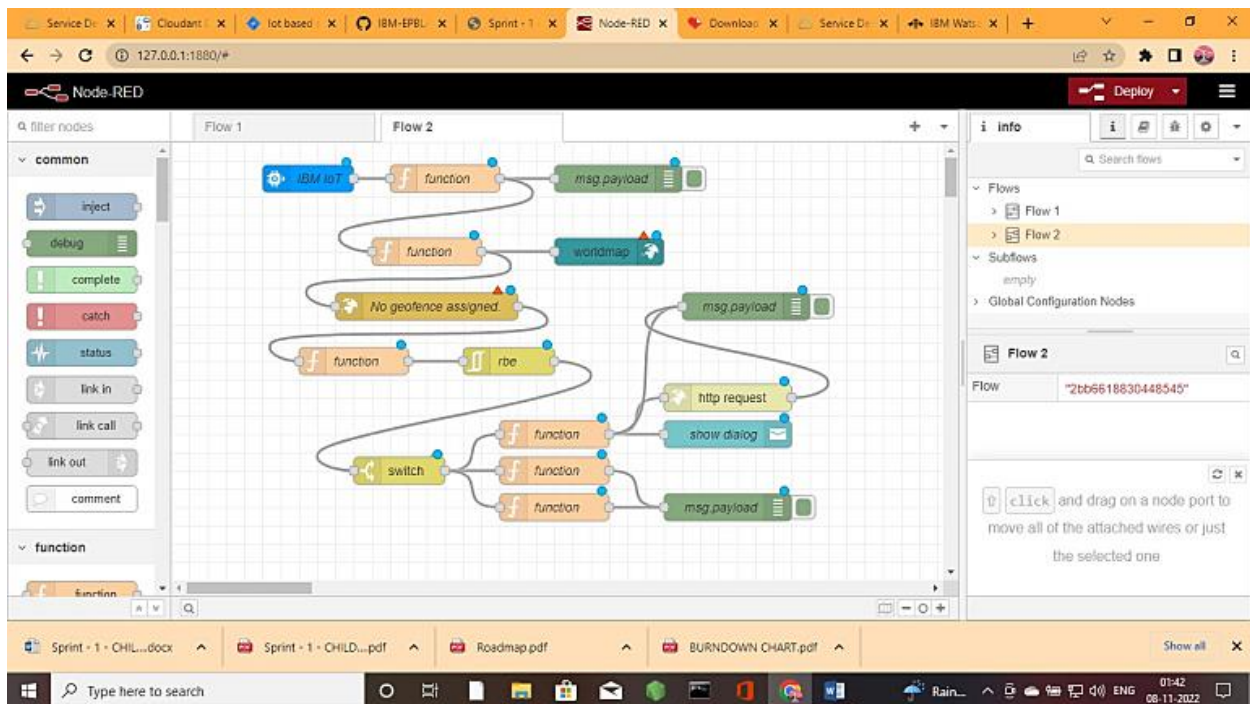 Service De
Cloudant
Iot based
IBM-EPBL
Sprint - 1
Node-RED
Download
Service De
IBM Wats
127.0.0.1:1880/#
Node-RED
Deploy
filter nodes
Flow 1
Flow 2
i info
i
common
Search flows
inject
debug
complete
catch
status
link in
link call
link out
comment
function
function
IBM IoT
function
msg.payload
function
worldmap
No geofence assigned.
msg.payload
function
rbe
http request
function
show dialog
switch
function
function
msg.payload
Flows
Flow 1
Flow 2
Subflows
empty
Global Configuration Nodes
Flow 2
Flow
"2bb6618830448545"
click and drag on a node port to
move all of the attached wires or just
the selected one
Sprint - 1 - CHIL....docx
Sprint - 1 - CHILD....pdf
Roadmap.pdf
BURNDOWN CHART.pdf
Show all
Type here to search
Rain...
ENG
01:42
08-11-2022